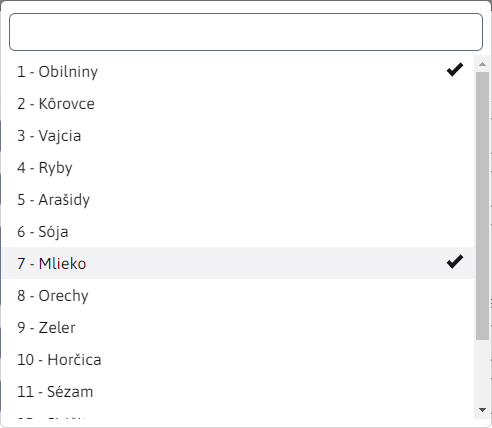 1 - Obilniny
2 - Kôrovce
3 - Vajcia
4 - Ryby
5 - Arašidy
6 - Sója
7 - Mlieko
8 - Orechy
9 - Zeler
10 - Horčica
11 - Sézam